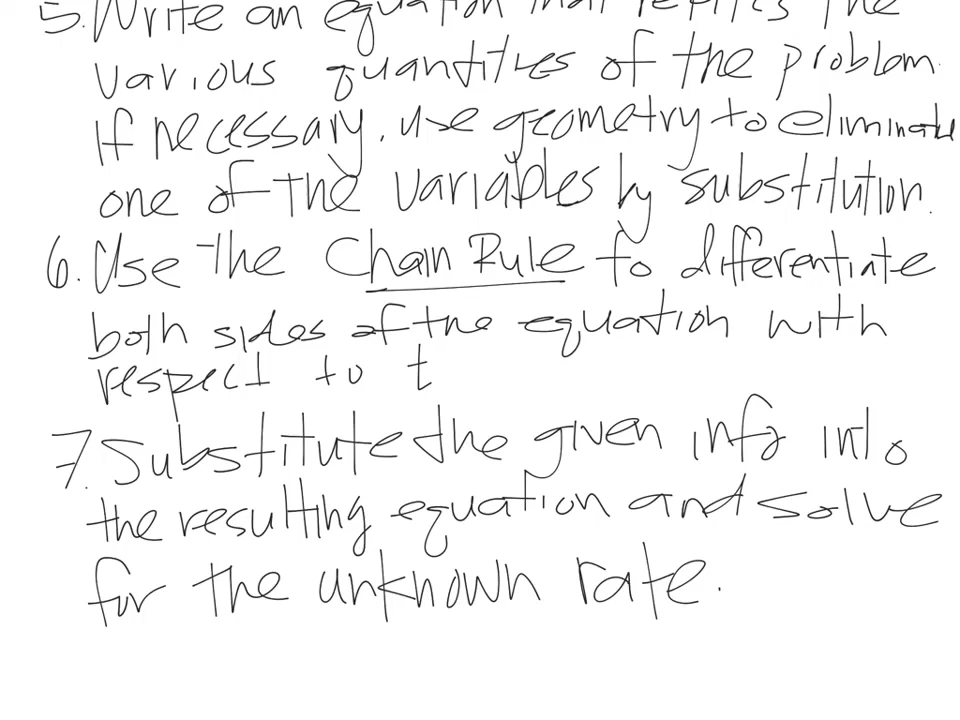 5. Write an equation that relates the
various quantities of the problem.
If necessary, use geometry to eliminate
one of the variables by substitution.
6. Use the Chain Rule to differentiate
both sides of the equation with
respect to t
7. Substitute the given info into
the resulting equation and solve
for the unknown rate.